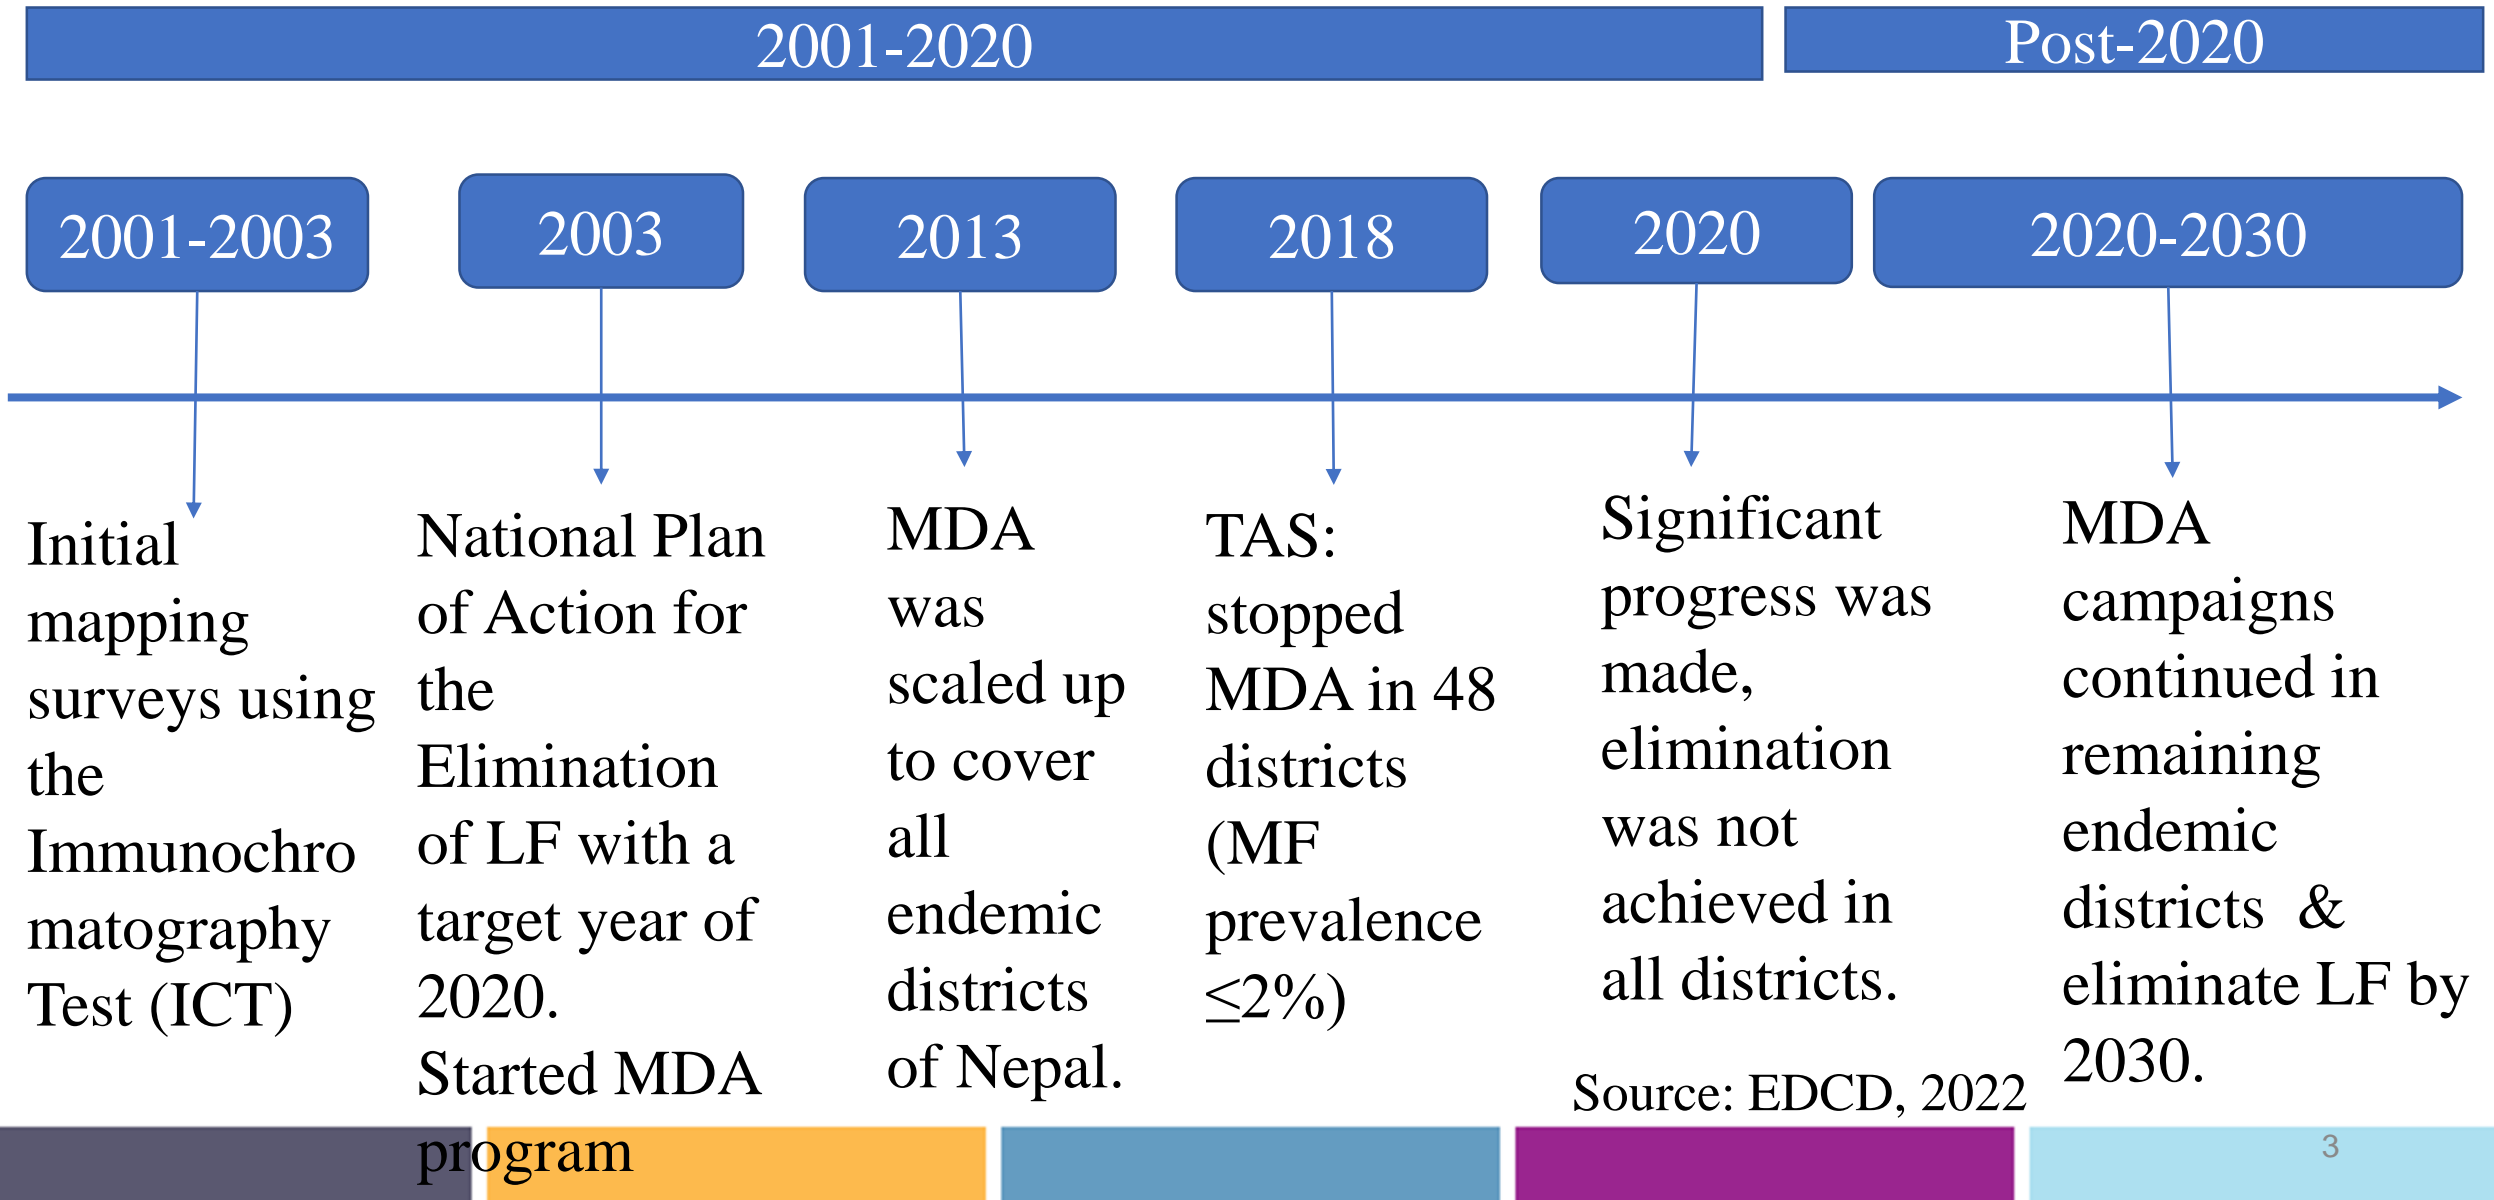 2001-2020
Post-2020
2001-2003
2003
2013
2018
2020
2020-2030
Initial
mapping
surveys using
the
Immunochro
matography
Test (ICT)
National Plan
of Action for
the
Elimination
of LF with a
target year of
2020.
Started MDA
program
MDA
was
scaled up
to cover
all
endemic
districts
of Nepal.
TAS:
stopped
MDA in 48
districts
(MF
prevalence
≤2%)
Significant
progress was
made,
elimination
was not
achieved in
all districts.
MDA
campaigns
continued in
remaining
endemic
districts &
eliminate LF by
2030.
Source: EDCD, 2022
3